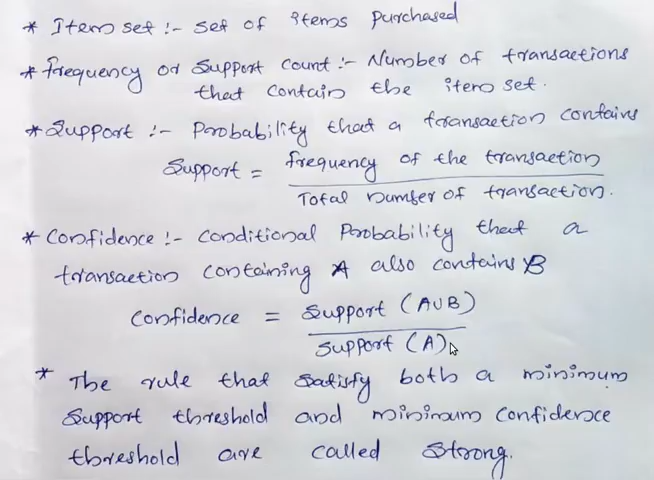 * Item set :- set of items purchased
* frequency or Support count :- Number of transactions
that contain the item set.
* Support :- Probability that a transaction contains
Support = frequency of the transaction
Total number of transaction.
* Confidence :- conditional Probability that a
transaction containing A also contains B
Confidence = Support (A∪B)
Support (A)
* The rule that satisfy both a minimum
Support threshold and minimum confidence
threshold are called Strong.